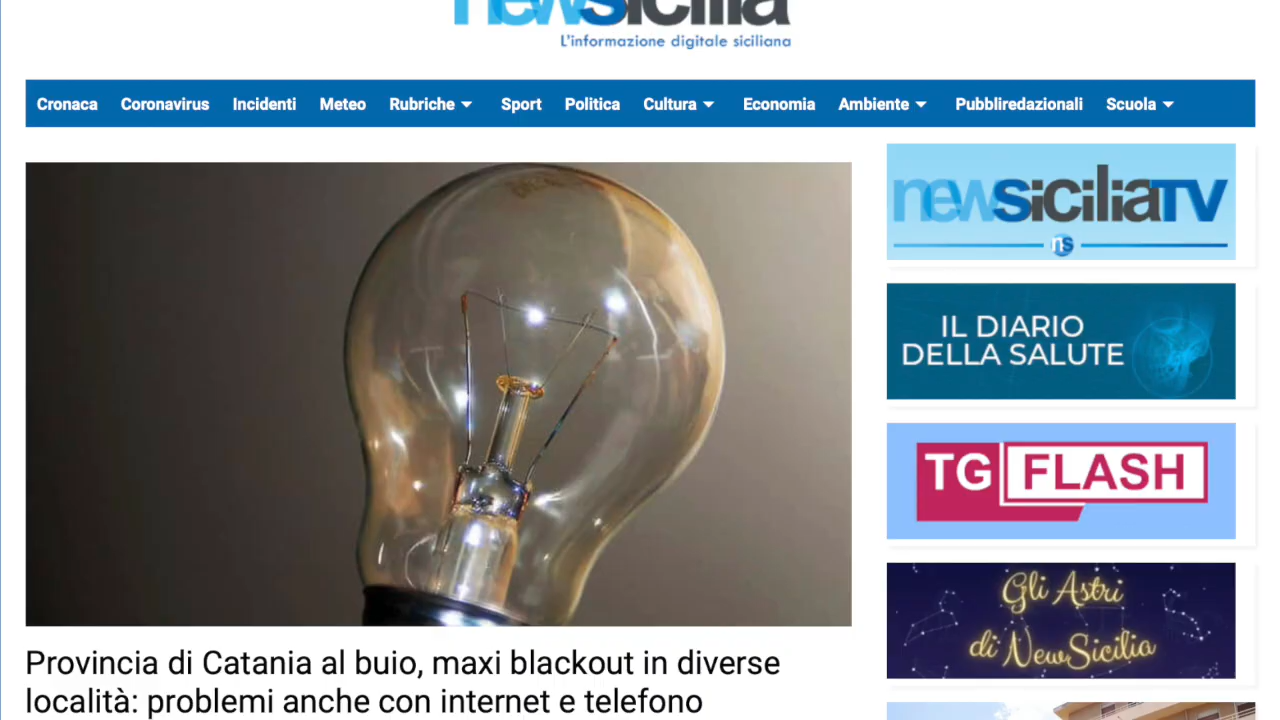 newsicilia
L'informazione digitale siciliana
Cronaca Coronavirus Incidenti Meteo Rubriche Sport Politica Cultura Economia Ambiente Pubbliredazionali Scuola
newsiciliaTV
ns
IL DIARIO
DELLA SALUTE
TG FLASH
Gli Astri
di NewSicilia
Provincia di Catania al buio, maxi blackout in diverse
località: problemi anche con internet e telefono